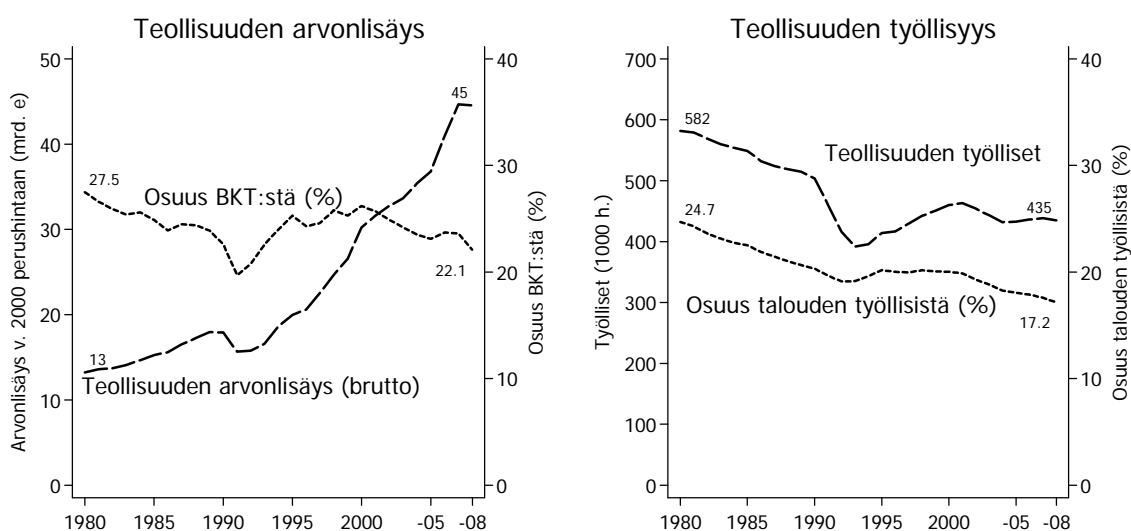 Teollisuuden arvonlisäys
Arvonlisäys v. 2000 perushintaan (mrd. e)
50
40
30
20
10
0
27.5
Osuus BKT:stä (%)
45
22.1
13
Teollisuuden arvonlisäys (brutto)
40
30
20
10
0
Osuus BKT:stä (%)
1980 1985 1990 1995 2000 -05 -08
Teollisuuden työllisyys
Työlliset (1000 h.)
700
600
500
400
300
200
100
0
582
Teollisuuden työlliset
435
24.7
Osuus talouden työllisistä (%)
17.2
40
30
20
10
0
Osuus talouden työllisistä (%)
1980 1985 1990 1995 2000 -05 -08